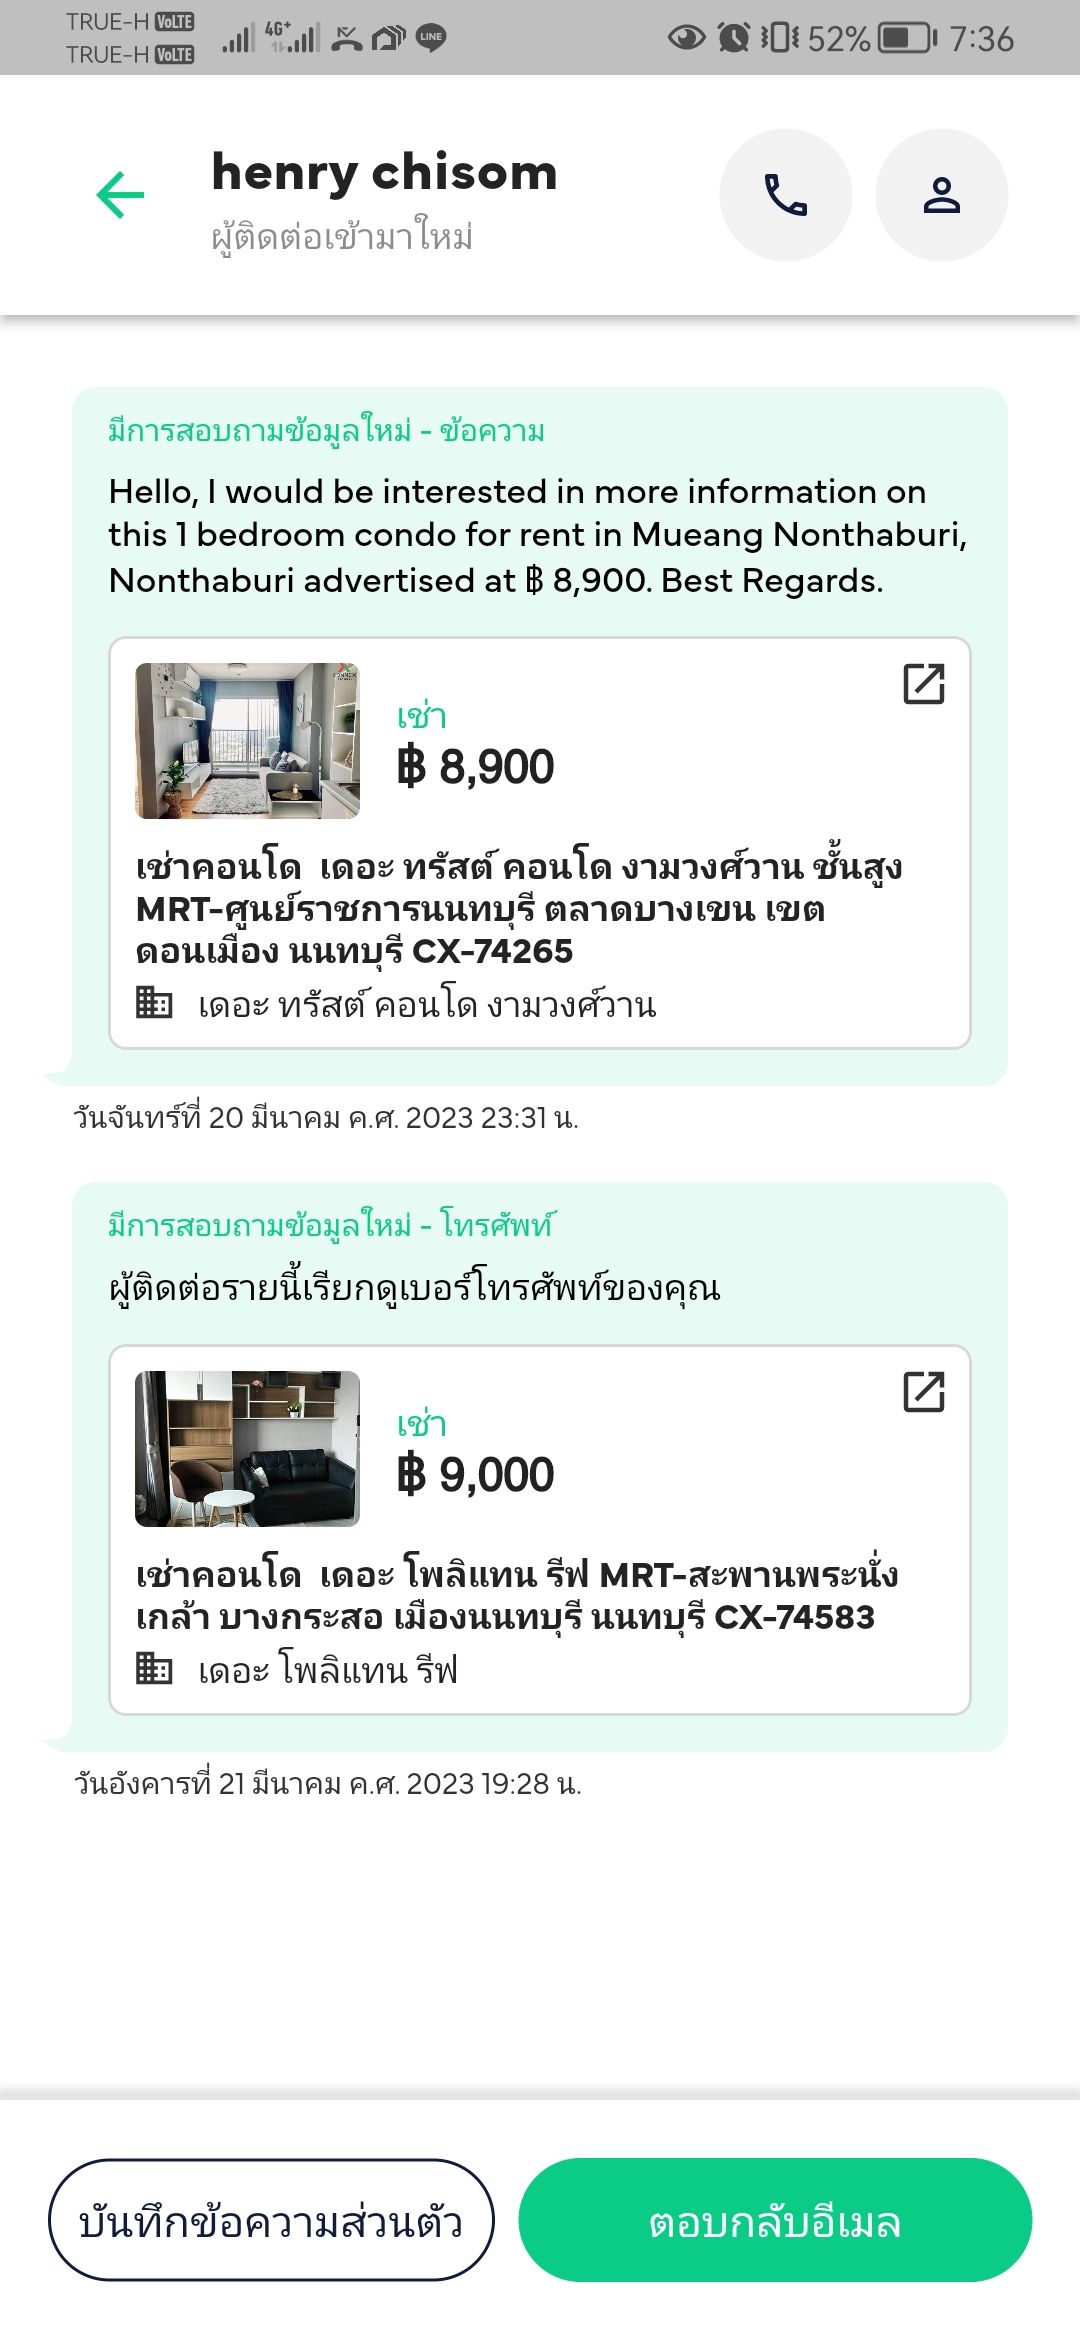 TRUE-H VoLTE
TRUE-H VoLTE
4G+
LINE
52%
7:36
henry chisom
ผู้ติดต่อเข้ามาใหม่
มีการสอบถามข้อมูลใหม่ - ข้อความ
Hello, I would be interested in more information on
this 1 bedroom condo for rent in Mueang Nonthaburi,
Nonthaburi advertised at ฿ 8,900. Best Regards.
เช่า
฿ 8,900
เช่าคอนโด เดอะ ทรัสต์ คอนโด งามวงศ์วาน ชั้นสูง
MRT-ศูนย์ราชการนนทบุรี ตลาดบางเขน เขต
ดอนเมือง นนทบุรี CX-74265
เดอะ ทรัสต์ คอนโด งามวงศ์วาน
วันจันทร์ที่ 20 มีนาคม ค.ศ. 2023 23:31 น.
มีการสอบถามข้อมูลใหม่ - โทรศัพท์
ผู้ติดต่อรายนี้เรียกดูเบอร์โทรศัพท์ของคุณ
เช่า
฿ 9,000
เช่าคอนโด เดอะ โพลิแทน รีฟ MRT-สะพานพระนั่ง
เกล้า บางกระสอ เมืองนนทบุรี นนทบุรี CX-74583
เดอะ โพลิแทน รีฟ
วันอังคารที่ 21 มีนาคม ค.ศ. 2023 19:28 น.
บันทึกข้อความส่วนตัว
ตอบกลับอีเมล